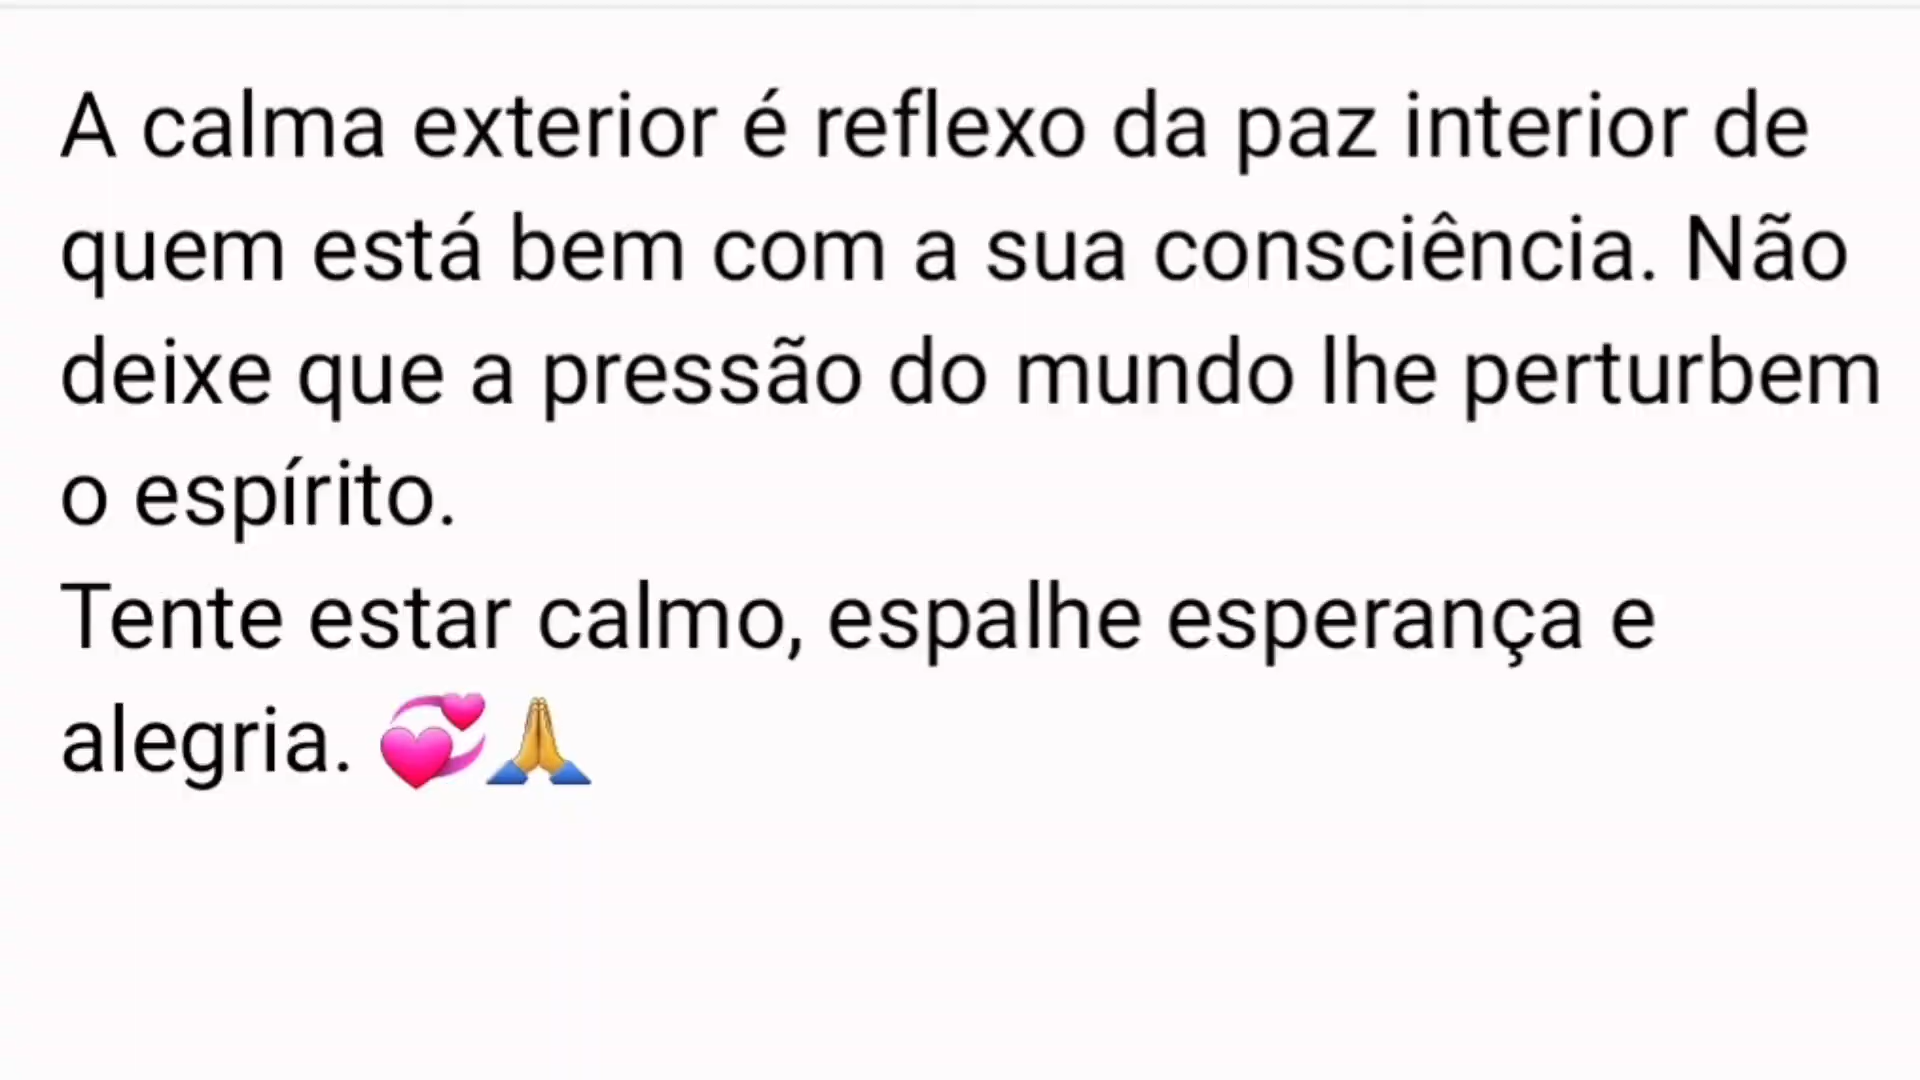 A calma exterior é reflexo da paz interior de
quem está bem com a sua consciência. Não
deixe que a pressão do mundo lhe perturbem
o espírito.
Tente estar calmo, espalhe esperança e
alegria. 💞🙏